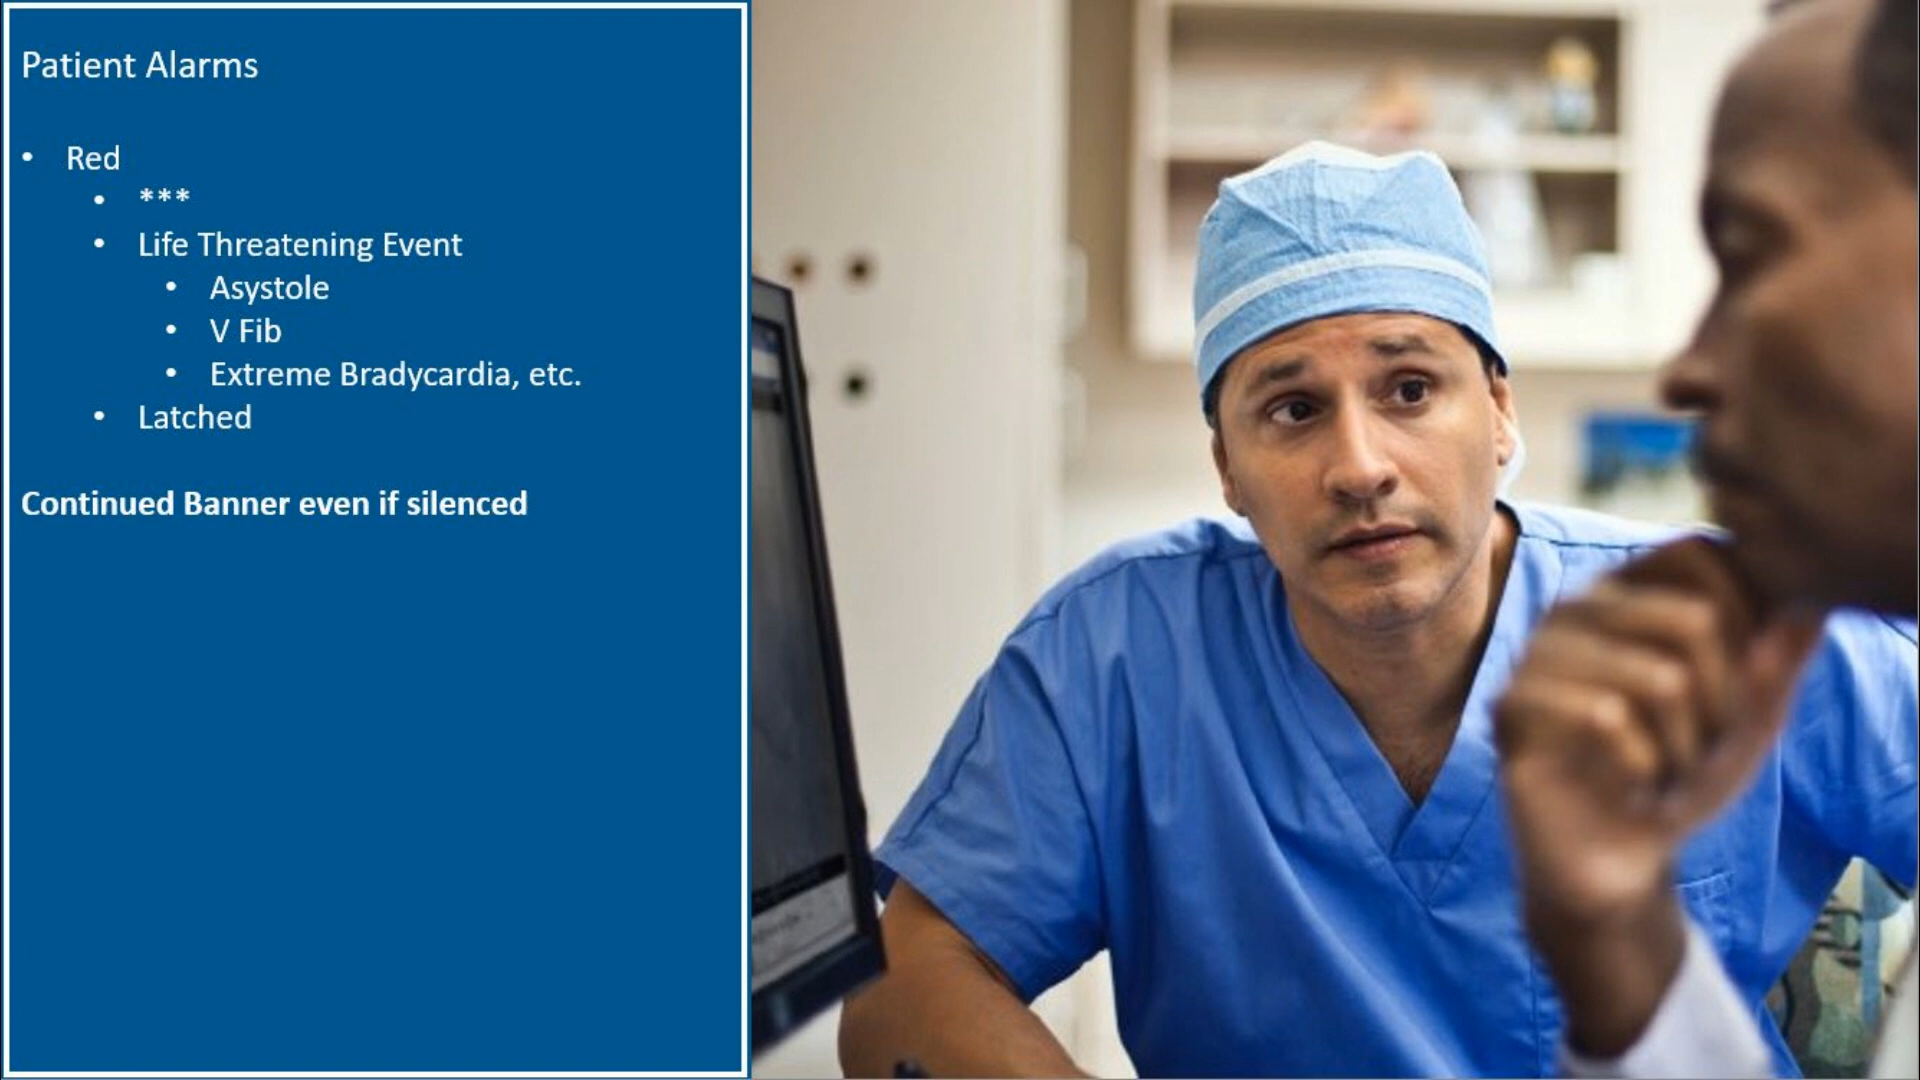 Patient Alarms
• Red
• ***
• Life Threatening Event
• Asystole
• V Fib
• Extreme Bradycardia, etc.
• Latched
Continued Banner even if silenced